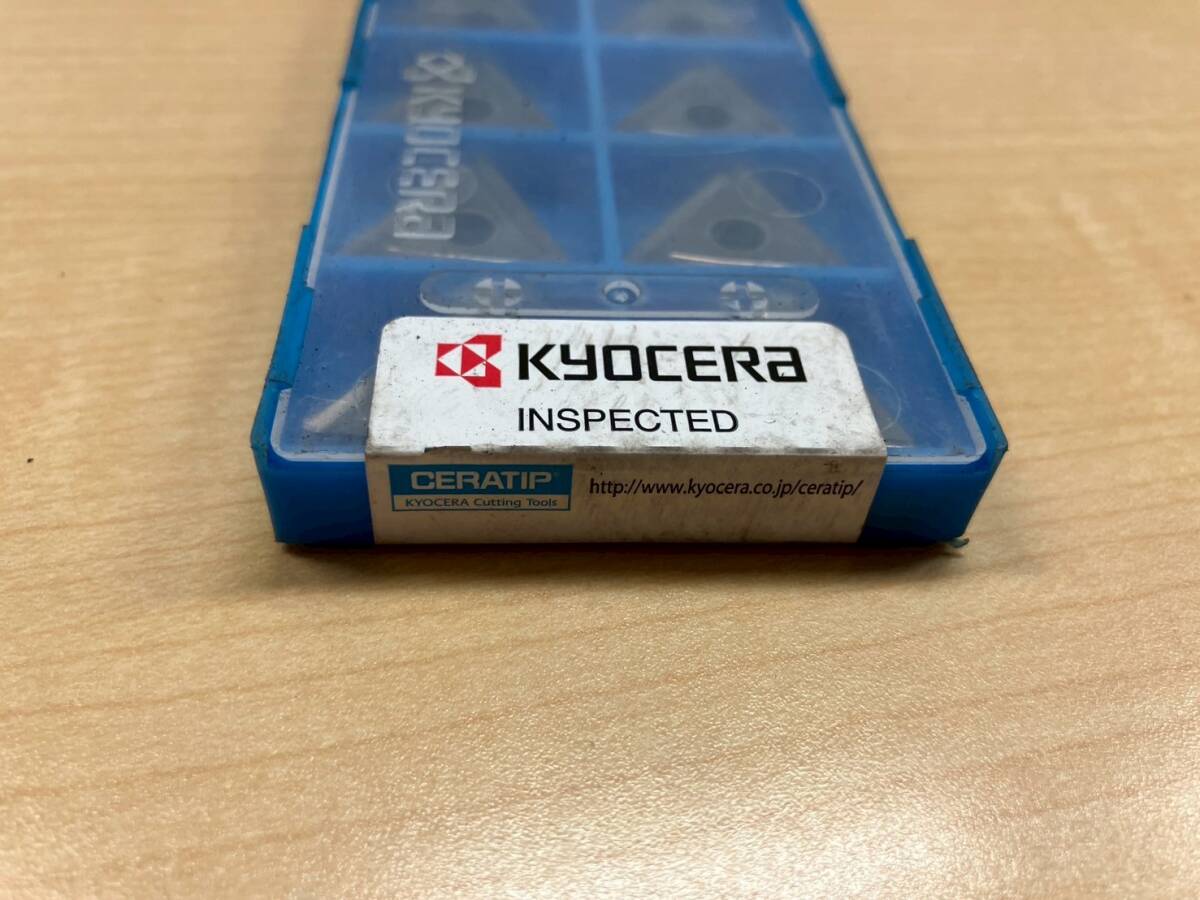 KYOCERA
KYOCERA
INSPECTED
CERATIP®
KYOCERA Cutting Tools
http://www.kyocera.co.jp/ceratip/